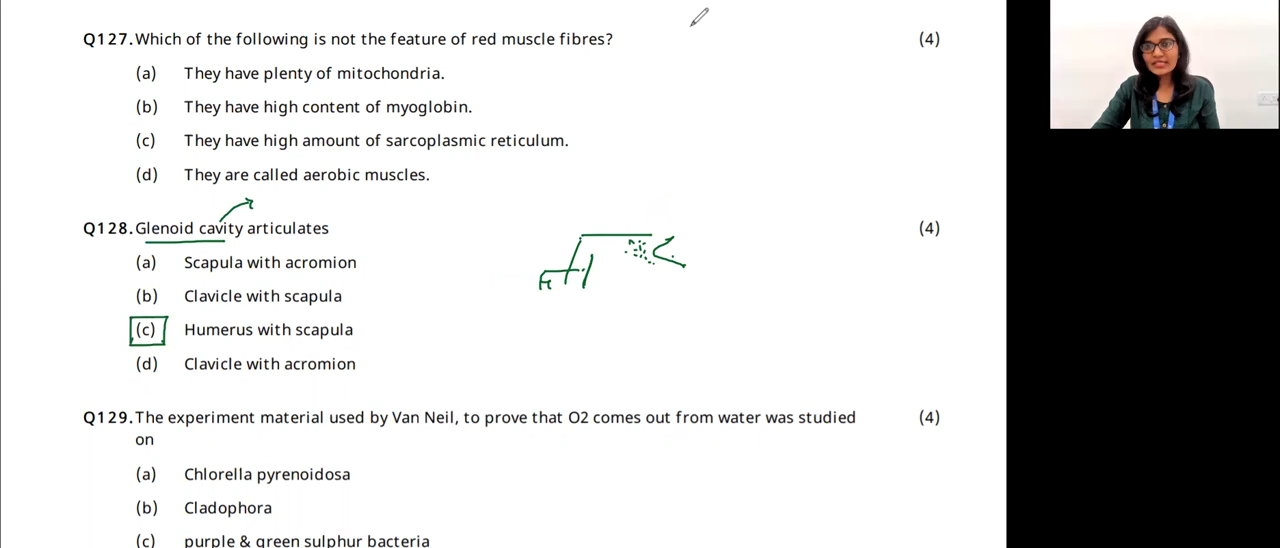 Q127. Which of the following is not the feature of red muscle fibres? (4)
(a) They have plenty of mitochondria.
(b) They have high content of myoglobin.
(c) They have high amount of sarcoplasmic reticulum.
(d) They are called aerobic muscles.
Q128. Glenoid cavity articulates (4)
(a) Scapula with acromion
(b) Clavicle with scapula
(c) Humerus with scapula
(d) Clavicle with acromion
Q129. The experiment material used by Van Neil, to prove that O2 comes out from water was studied (4)
on
(a) Chlorella pyrenoidosa
(b) Cladophora
(c) purple & green sulphur bacteria